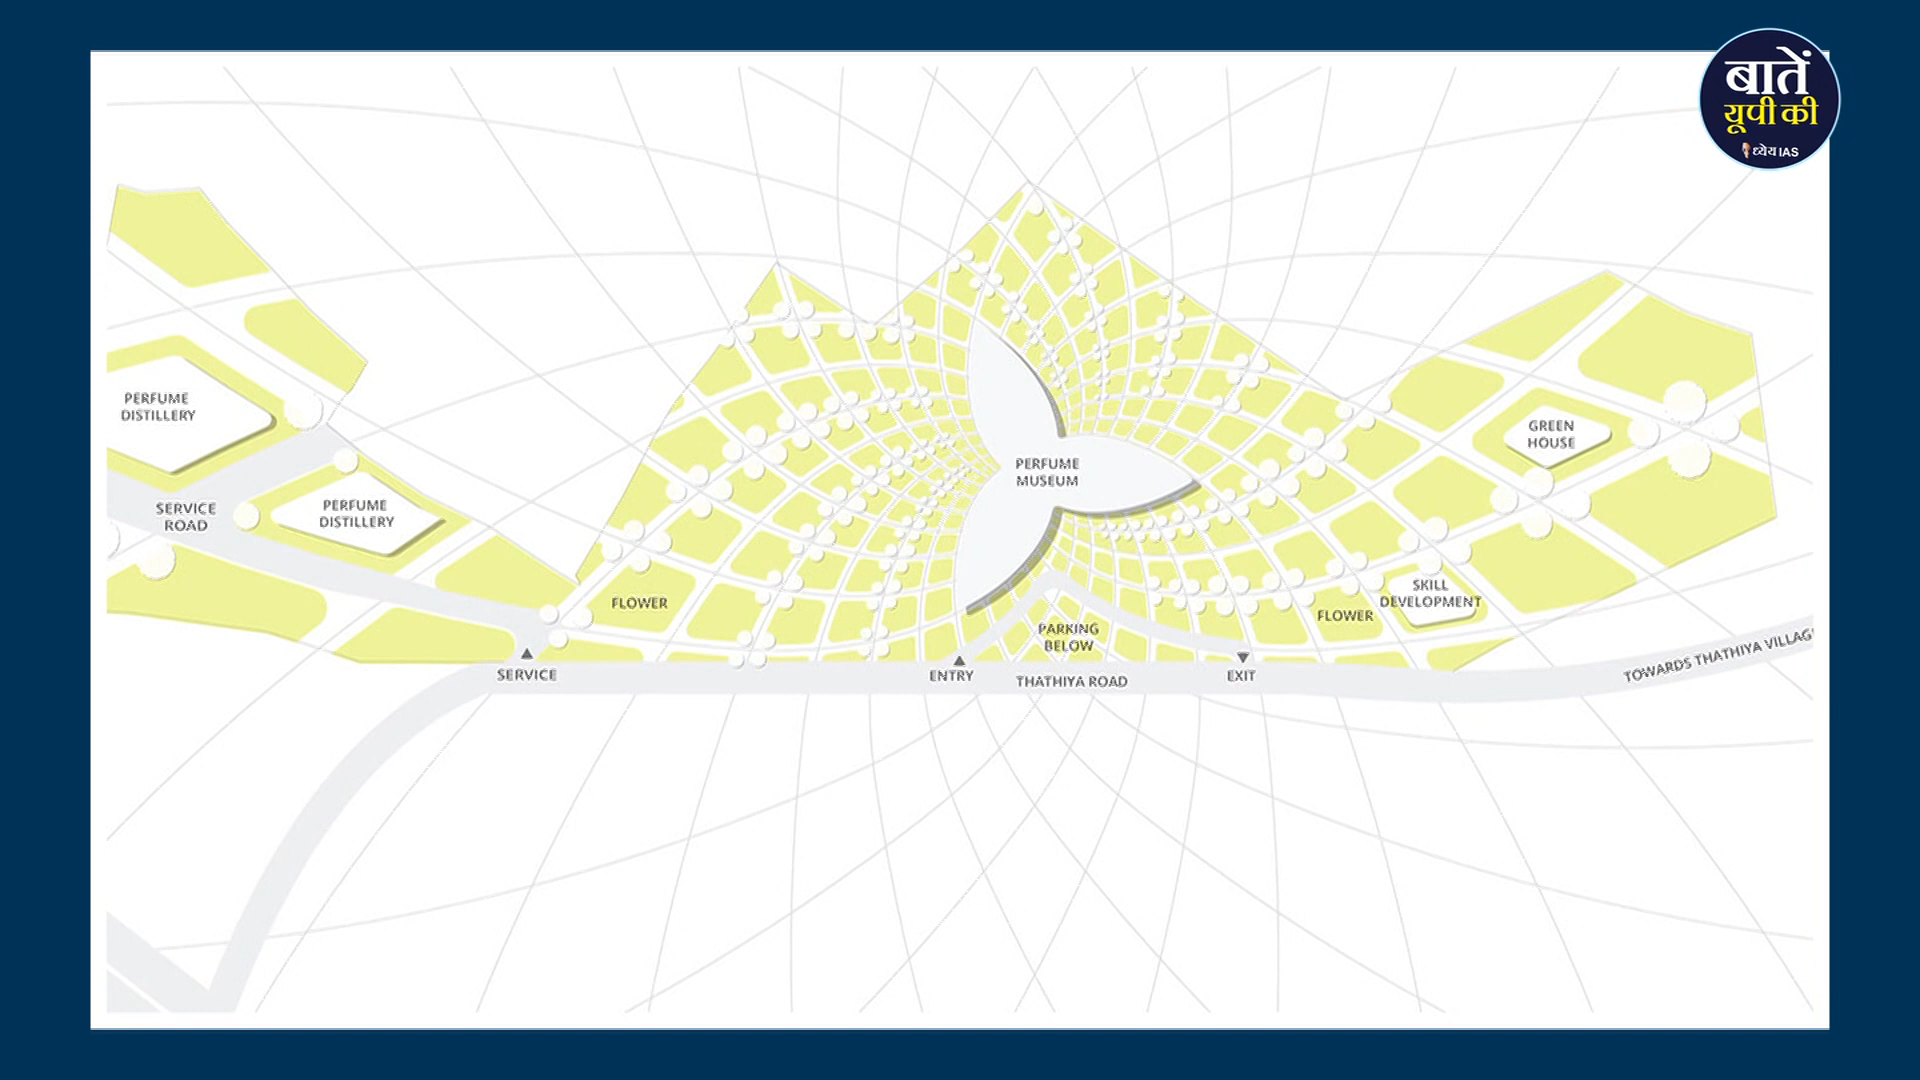 बातें
यूपी की
ध्येय IAS
PERFUME
DISTILLERY
GREEN
HOUSE
PERFUME
MUSEUM
SERVICE
ROAD
PERFUME
DISTILLERY
FLOWER
SKILL
DEVELOPMENT
FLOWER
PARKING
BELOW
SERVICE
ENTRY
THATHIYA ROAD
EXIT
TOWARDS THATHIYA VILLAG